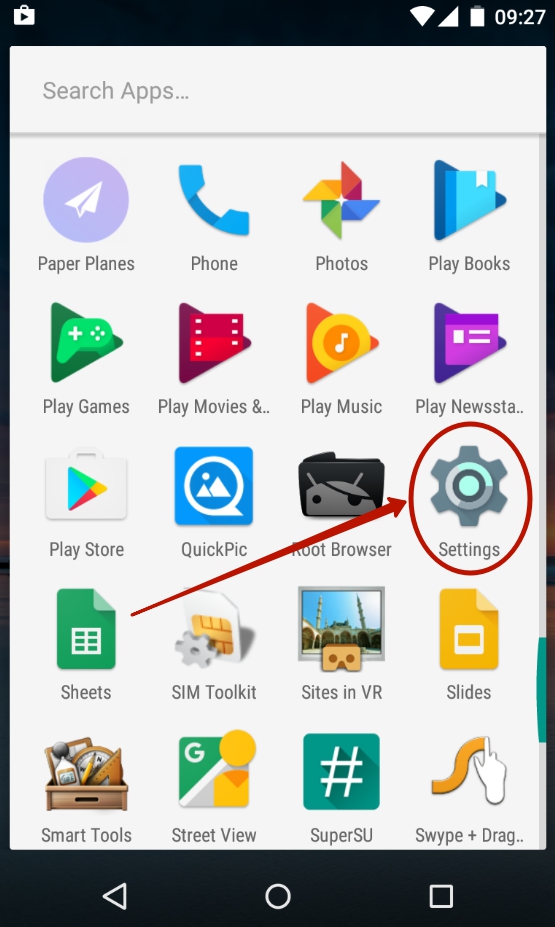 09:27
Search Apps...
Paper Planes Phone Photos Play Books
Play Games Play Movies &.. Play Music Play Newssta..
Play Store QuickPic Root Browser Settings
Sheets SIM Toolkit Sites in VR Slides
G
#
Smart Tools Street View SuperSU Swype + Drag..